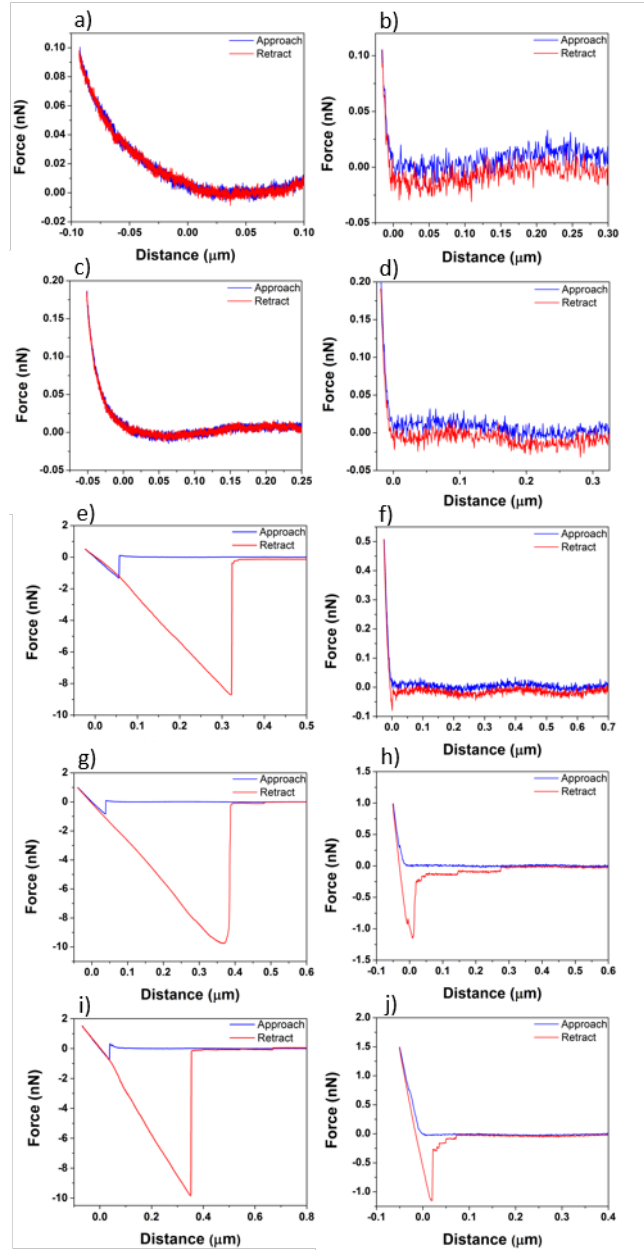 a)
Approach
Retract
0.10
0.08
0.06
0.04
0.02
0.00
-0.02
Force (nN)
-0.10 -0.05 0.00 0.05 0.10
Distance (μm)
b)
Approach
Retract
0.10
0.05
0.00
-0.05
Force (nN)
0.00 0.05 0.10 0.15 0.20 0.25 0.30
Distance (μm)
c)
Approach
Retract
0.20
0.15
0.10
0.05
0.00
-0.05
Force (nN)
-0.05 0.00 0.05 0.10 0.15 0.20 0.25
Distance (μm)
d)
Approach
Retract
0.20
0.15
0.10
0.05
0.00
-0.05
Force (nN)
0.0 0.1 0.2 0.3
Distance (μm)
e)
Approach
Retract
2
0
-2
-4
-6
-8
-10
Force (nN)
0.0 0.1 0.2 0.3 0.4 0.5
Distance (μm)
f)
Approach
Retract
0.5
0.4
0.3
0.2
0.1
0.0
-0.1
Force (nN)
0.0 0.1 0.2 0.3 0.4 0.5 0.6 0.7
Distance (μm)
g)
Approach
Retract
2
0
-2
-4
-6
-8
-10
Force (nN)
0.0 0.1 0.2 0.3 0.4 0.5 0.6
Distance (μm)
h)
Approach
Retract
1.5
1.0
0.5
0.0
-0.5
-1.0
-1.5
Force (nN)
-0.1 0.0 0.1 0.2 0.3 0.4 0.5 0.6
Distance (μm)
i)
Approach
Retract
2
0
-2
-4
-6
-8
-10
Force (nN)
0.0 0.2 0.4 0.6 0.8
Distance (μm)
j)
Approach
Retract
2.0
1.5
1.0
0.5
0.0
-0.5
-1.0
Force (nN)
-0.1 0.0 0.1 0.2 0.3 0.4
Distance (μm)